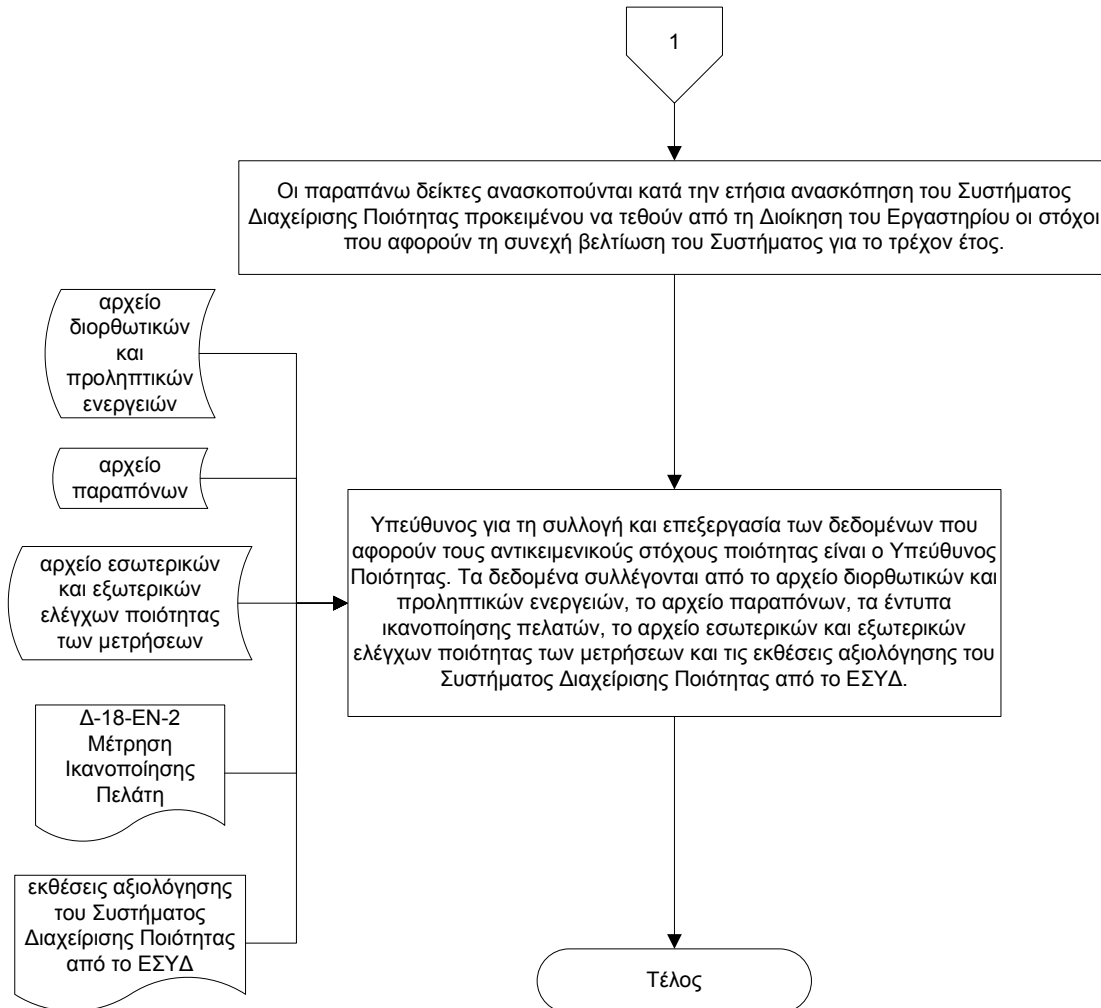 1
Οι παραπάνω δείκτες ανασκοπούνται κατά την ετήσια ανασκόπηση του Συστήματος
Διαχείρισης Ποιότητας προκειμένου να τεθούν από τη Διοίκηση του Εργαστηρίου οι στόχοι
που αφορούν τη συνεχή βελτίωση του Συστήματος για το τρέχον έτος.
αρχείο
διορθωτικών
και
προληπτικών
ενεργειών
αρχείο
παραπόνων
αρχείο εσωτερικών
και εξωτερικών
ελέγχων ποιότητας
των μετρήσεων
Δ-18-ΕΝ-2
Μέτρηση
Ικανοποίησης
Πελάτη
εκθέσεις αξιολόγησης
του Συστήματος
Διαχείρισης Ποιότητας
από το ΕΣΥΔ
Υπεύθυνος για τη συλλογή και επεξεργασία των δεδομένων που
αφορούν τους αντικειμενικούς στόχους ποιότητας είναι ο Υπεύθυνος
Ποιότητας. Τα δεδομένα συλλέγονται από το αρχείο διορθωτικών και
προληπτικών ενεργειών, το αρχείο παραπόνων, τα έντυπα
ικανοποίησης πελατών, το αρχείο εσωτερικών και εξωτερικών
ελέγχων ποιότητας των μετρήσεων και τις εκθέσεις αξιολόγησης του
Συστήματος Διαχείρισης Ποιότητας από το ΕΣΥΔ.
Τέλος